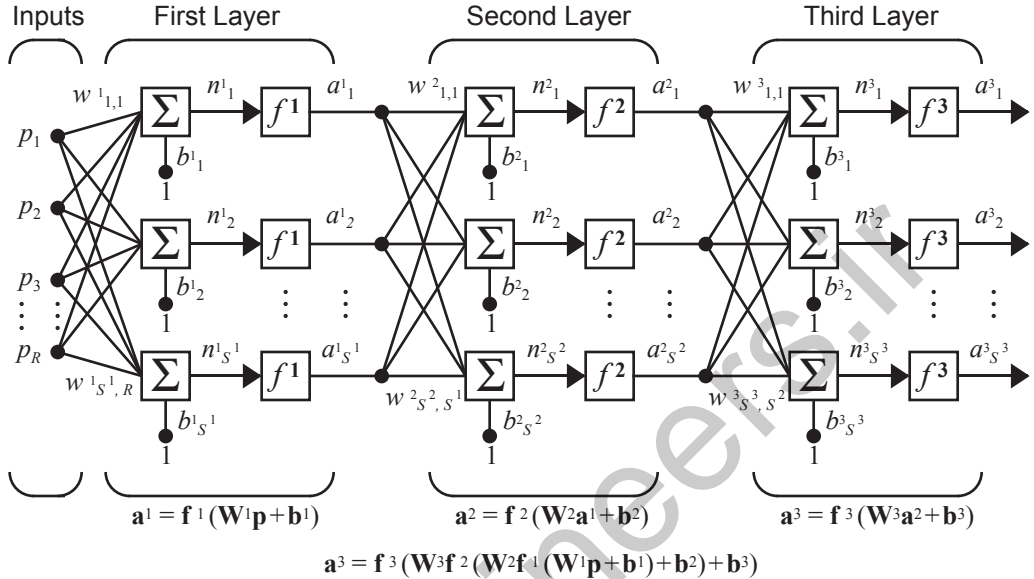 Inputs First Layer Second Layer Third Layer
w¹₁,₁ n¹₁ a¹₁ w²₁,₁ n²₁ a²₁ w³₁,₁ n³₁ a³₁
p₁ Σ f¹ Σ f² Σ f³
b¹₁ b²₁ b³₁
1 1 1
p₂ n¹₂ a¹₂ n²₂ a²₂ n³₂ a³₂
Σ f¹ Σ f² Σ f³
p₃ b¹₂ b²₂ b³₂
1 1 1
p_R n¹_S¹ a¹_S¹ n²_S² a²_S² n³_S³ a³_S³
w¹_S¹,R Σ f¹ w²_S²,S¹ Σ f² w³_S³,S² Σ f³
b¹_S¹ b²_S² b³_S³
1 1 1
a¹ = f¹(W¹p+b¹) a² = f²(W²a¹+b²) a³ = f³(W³a²+b³)
a³ = f³(W³f²(W²f¹(W¹p+b¹)+b²)+b³)
ineers.ir